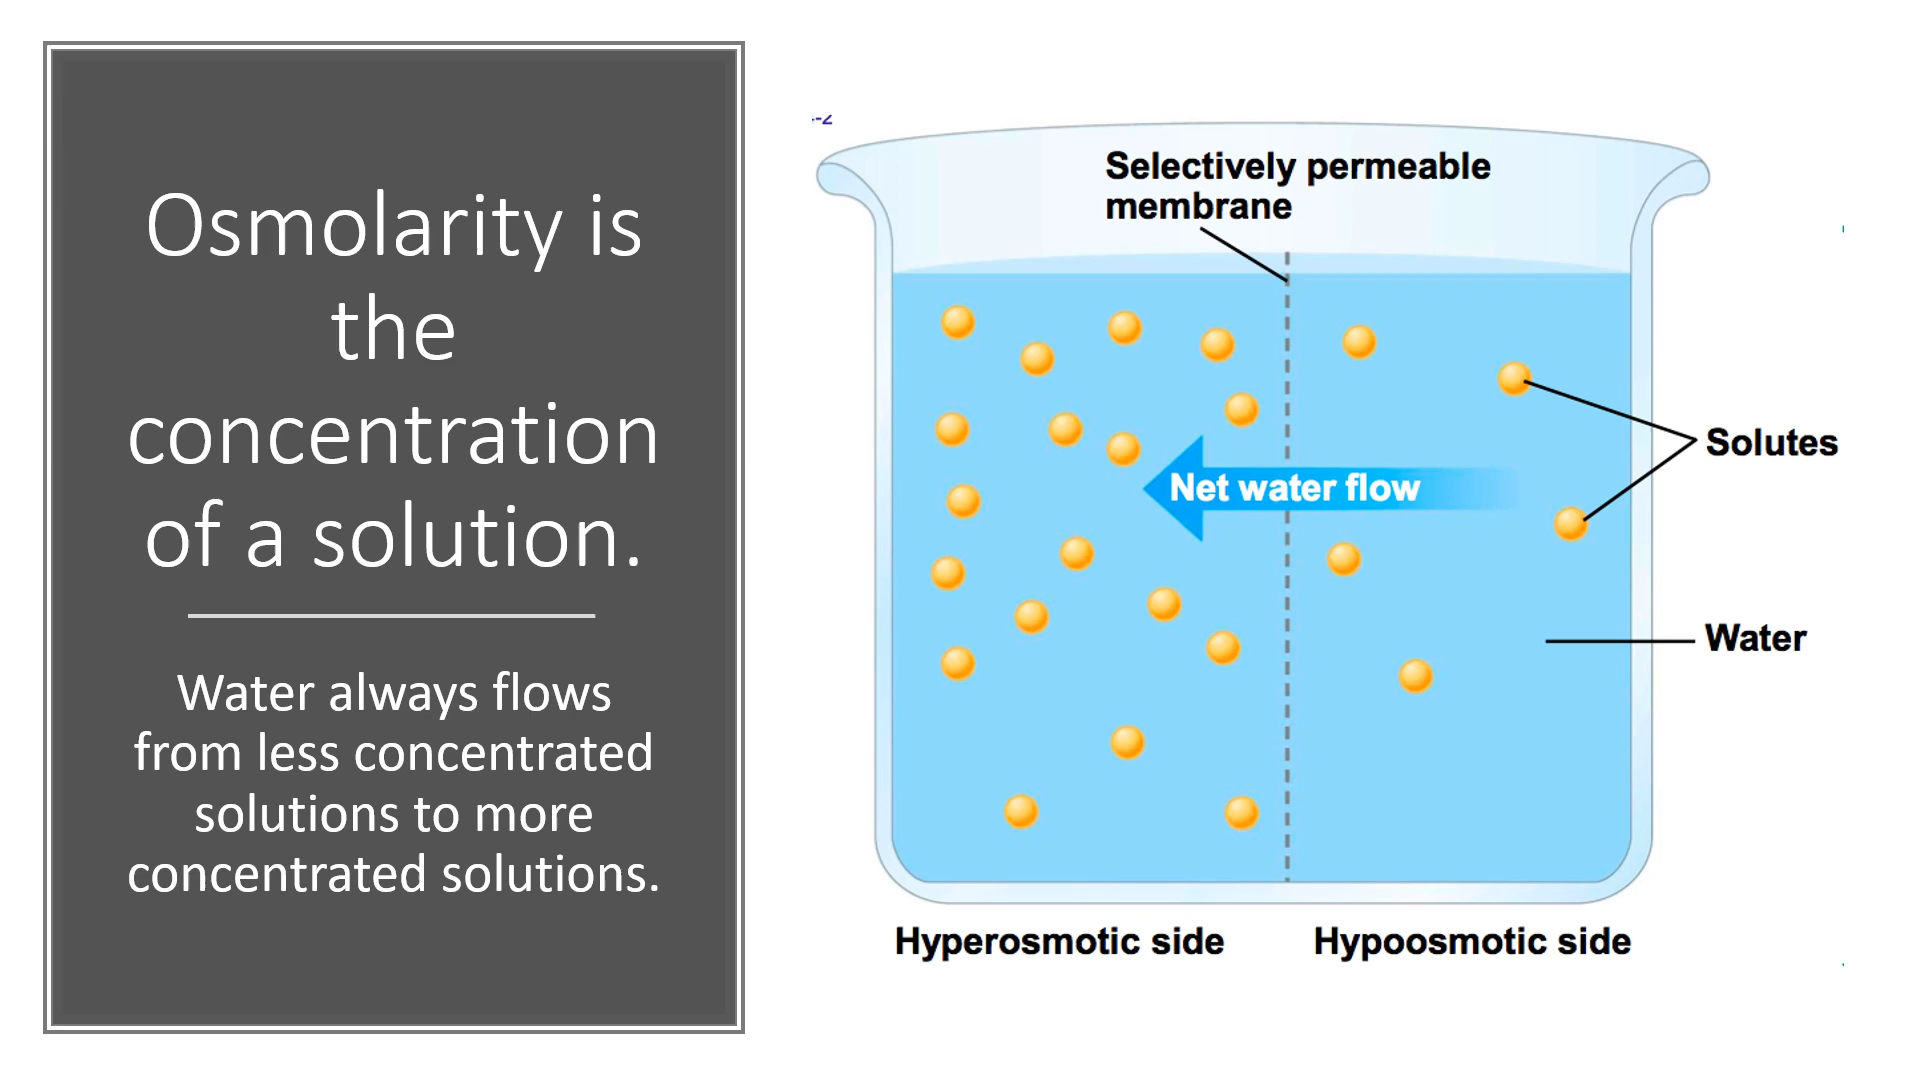 Osmolarity is
the
concentration
of a solution.
Water always flows
from less concentrated
solutions to more
concentrated solutions.
-2
Selectively permeable
membrane
Net water flow
Solutes
Water
Hyperosmotic side
Hypoosmotic side